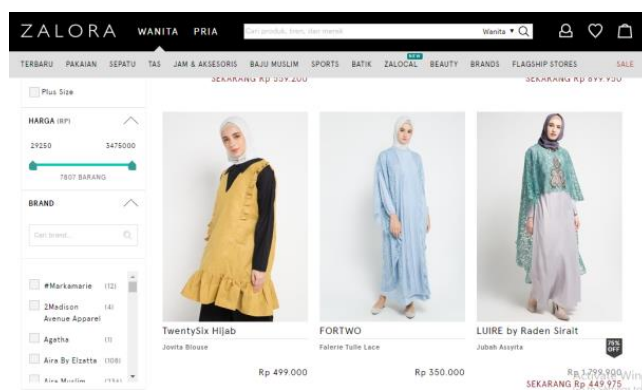 ZALORA WANITA PRIA Cari produk, tren, dan merek Wanita
TERBARU PAKAIAN SEPATU TAS JAM & AKSESORIS BAJU MUSLIM SPORTS BATIK ZALOCAL NEW BEAUTY BRANDS FLAGSHIP STORES SALE
SEKARANG Rp 559.200
SEKARANG Rp 899.950
Plus Size
HARGA (RP)
29250 3475000
7807 BARANG
BRAND
Cari brand...
#Markamarie (12)
2Madison Avenue Apparel (4)
Agatha (1)
Aira By Elzatta (108)
Aira Muslim
TwentySix Hijab
Jovita Blouse
Rp 499.000
FORTWO
Falerie Tulle Lace
Rp 350.000
LUIRE by Raden Sirait
Jubah Assyifa
75% OFF
Rp 1.799.900
SEKARANG Rp 449.975